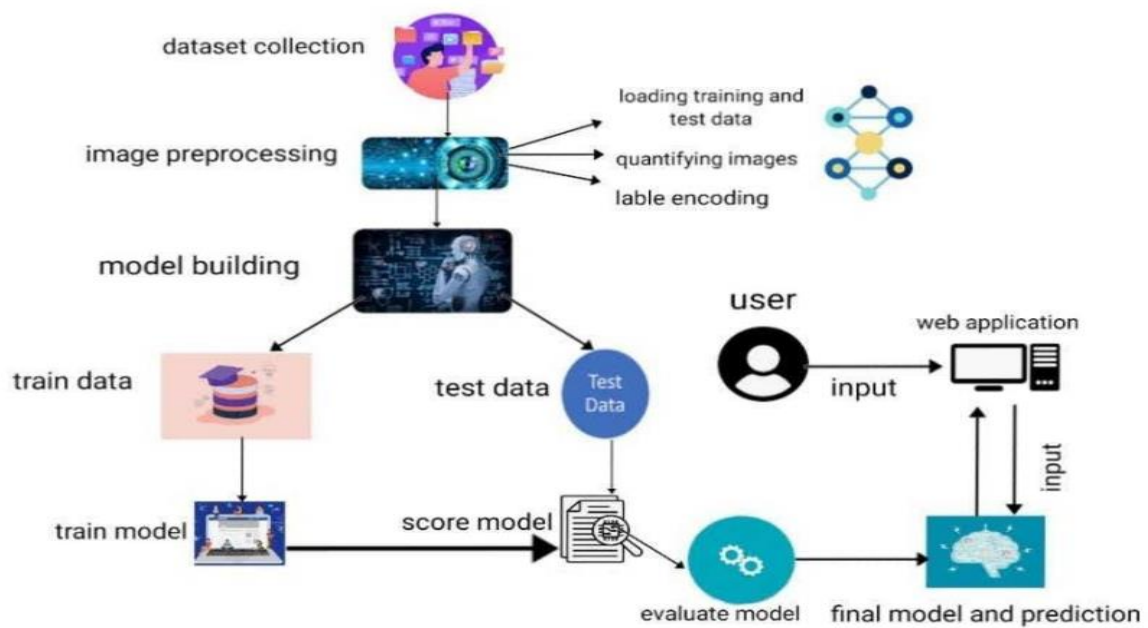 dataset collection
loading training and
test data
image preprocessing
quantifying images
lable encoding
model building
user
web application
train data
test data
Test
Data
input
input
train model
score model
evaluate model
final model and prediction